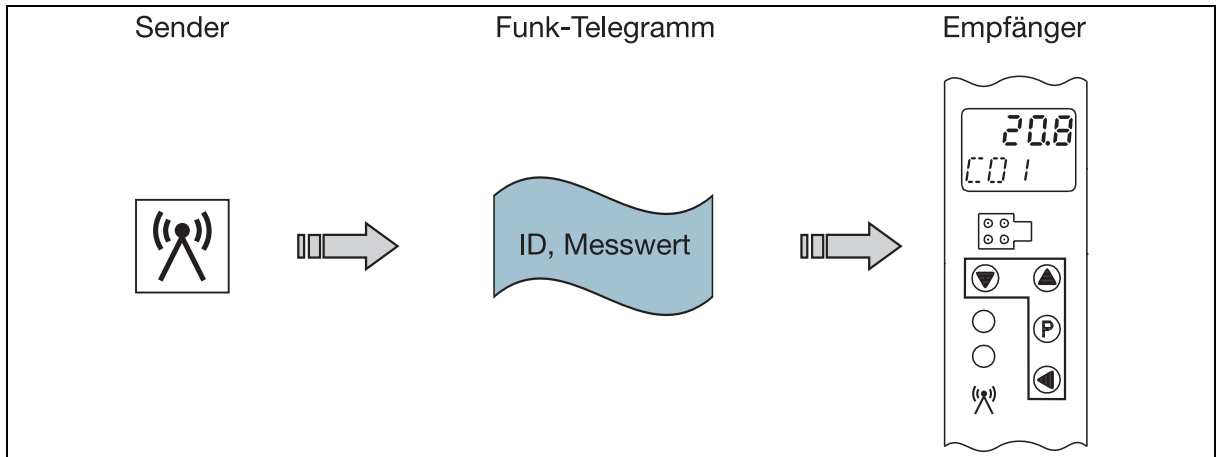 Sender
Funk-Telegramm
Empfänger
20.8
C01
ID, Messwert
P